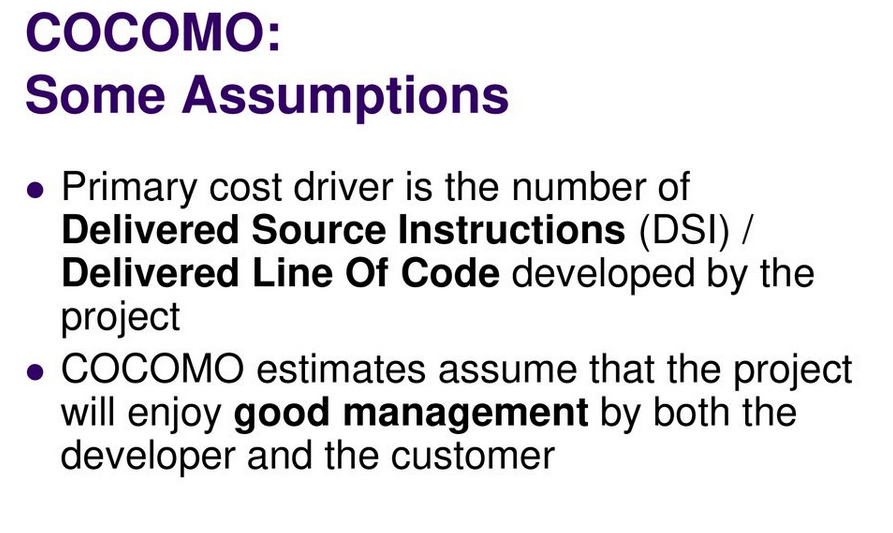 COCOMO:
Some Assumptions
● Primary cost driver is the number of
Delivered Source Instructions (DSI) /
Delivered Line Of Code developed by the
project
● COCOMO estimates assume that the project
will enjoy good management by both the
developer and the customer